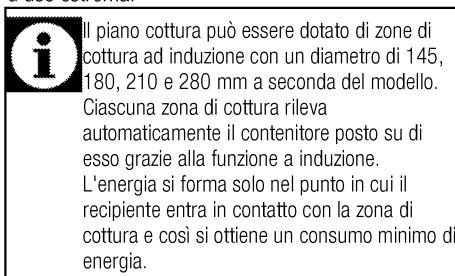 Il piano cottura può essere dotato di zone di
cottura ad induzione con un diametro di 145,
180, 210 e 280 mm a seconda del modello.
Ciascuna zona di cottura rileva
automaticamente il contenitore posto su di
esso grazie alla funzione a induzione.
L'energia si forma solo nel punto in cui il
recipiente entra in contatto con la zona di
cottura e così si ottiene un consumo minimo di
energia.